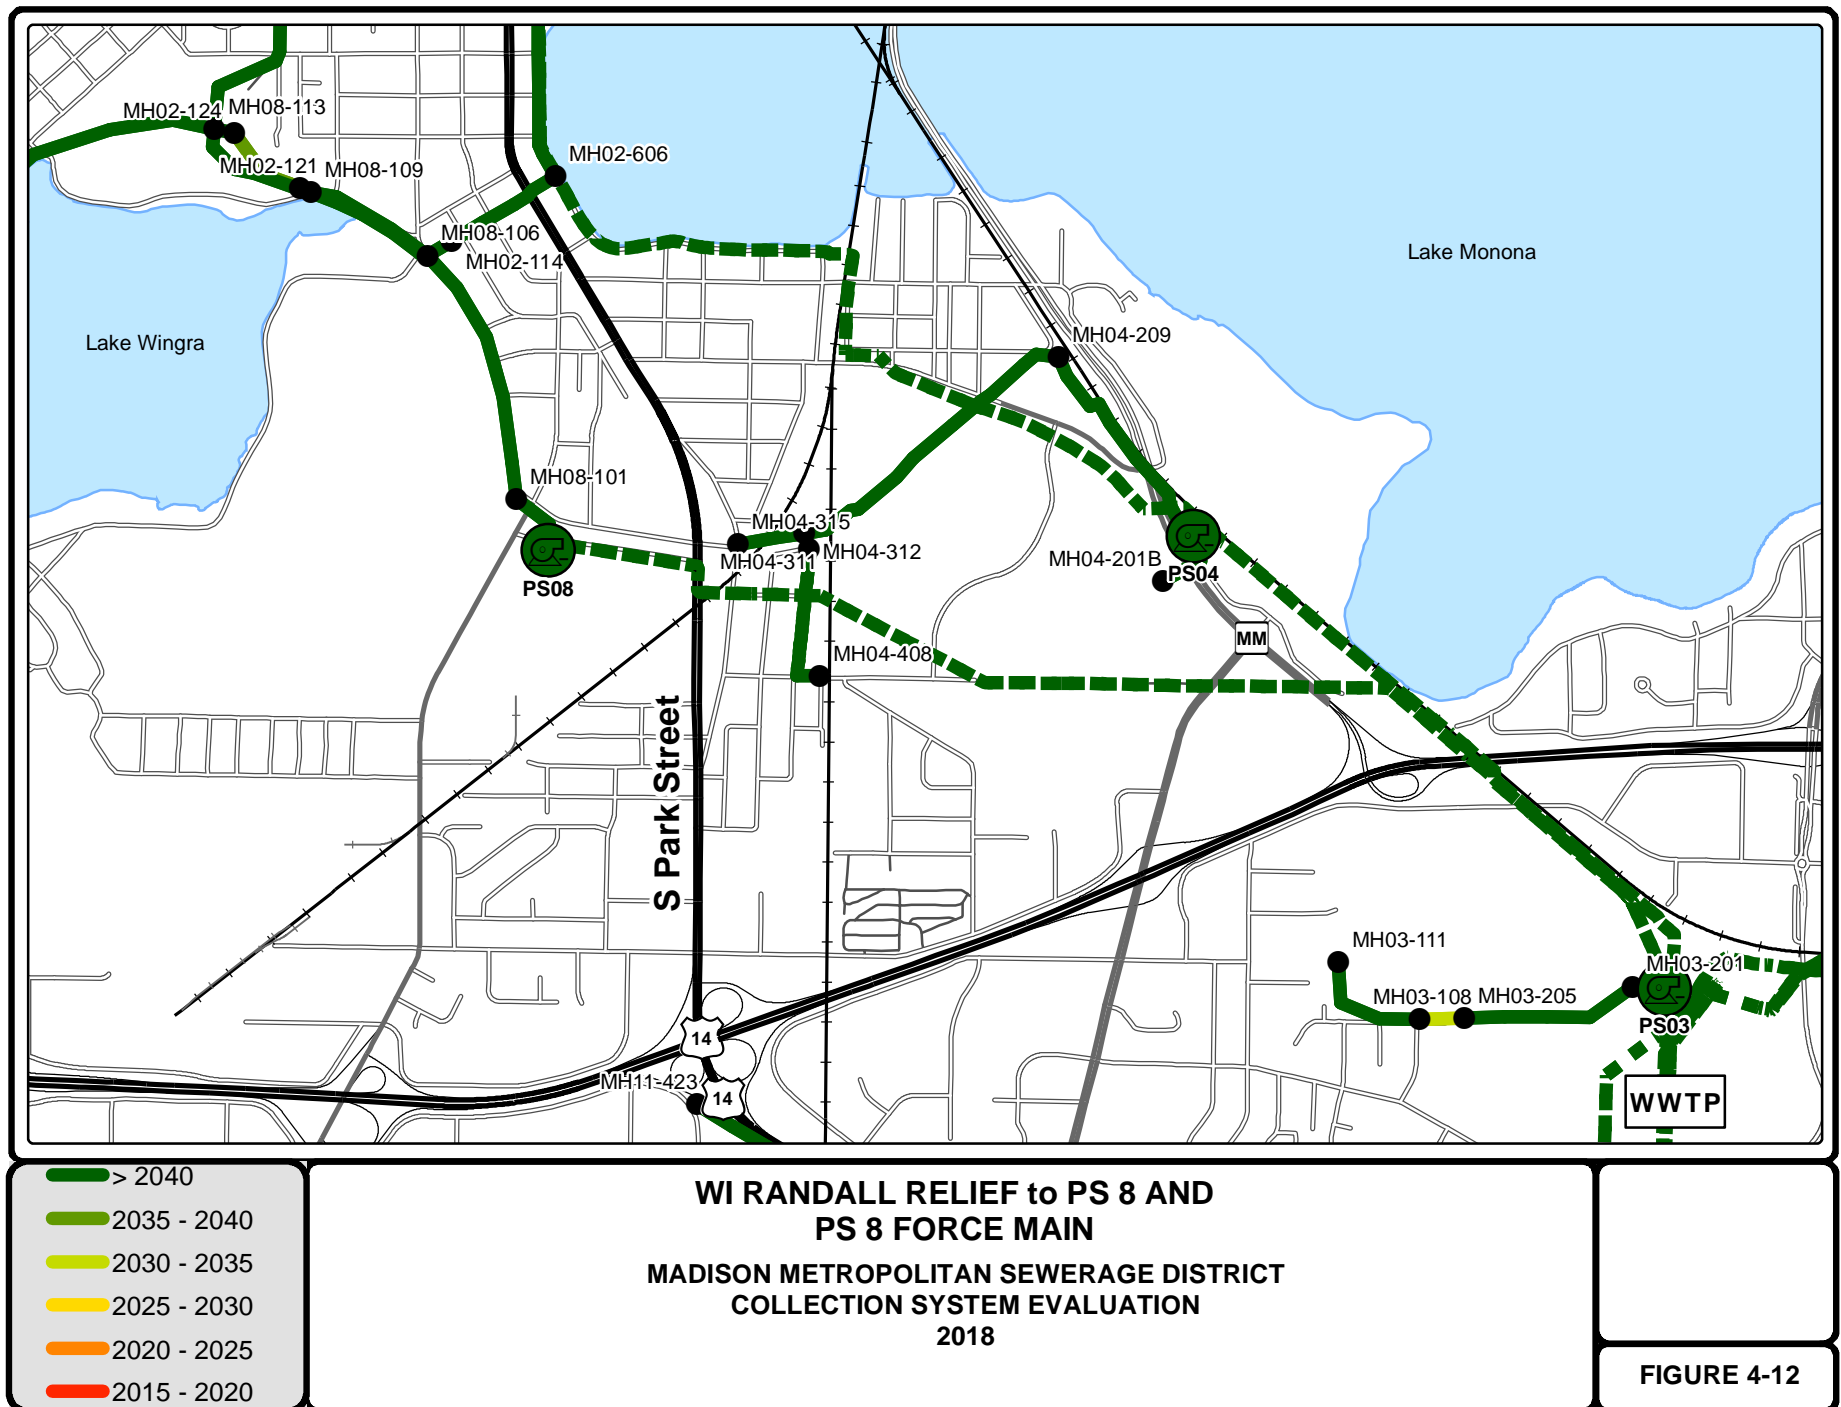 MH02-124
MH08-113
MH02-121
MH08-109
MH02-606
MH08-106
MH02-114
Lake Monona
Lake Wingra
MH04-209
MH08-101
MH04-315
MH04-312
MH04-311
MH04-201B
PS04
PS08
MM
MH04-408
S Park Street
MH03-111
MH03-201
MH03-108
MH03-205
PS03
14
MH11-423
14
WWTP
> 2040
2035 - 2040
2030 - 2035
2025 - 2030
2020 - 2025
2015 - 2020
WI RANDALL RELIEF to PS 8 AND
PS 8 FORCE MAIN
MADISON METROPOLITAN SEWERAGE DISTRICT
COLLECTION SYSTEM EVALUATION
2018
FIGURE 4-12